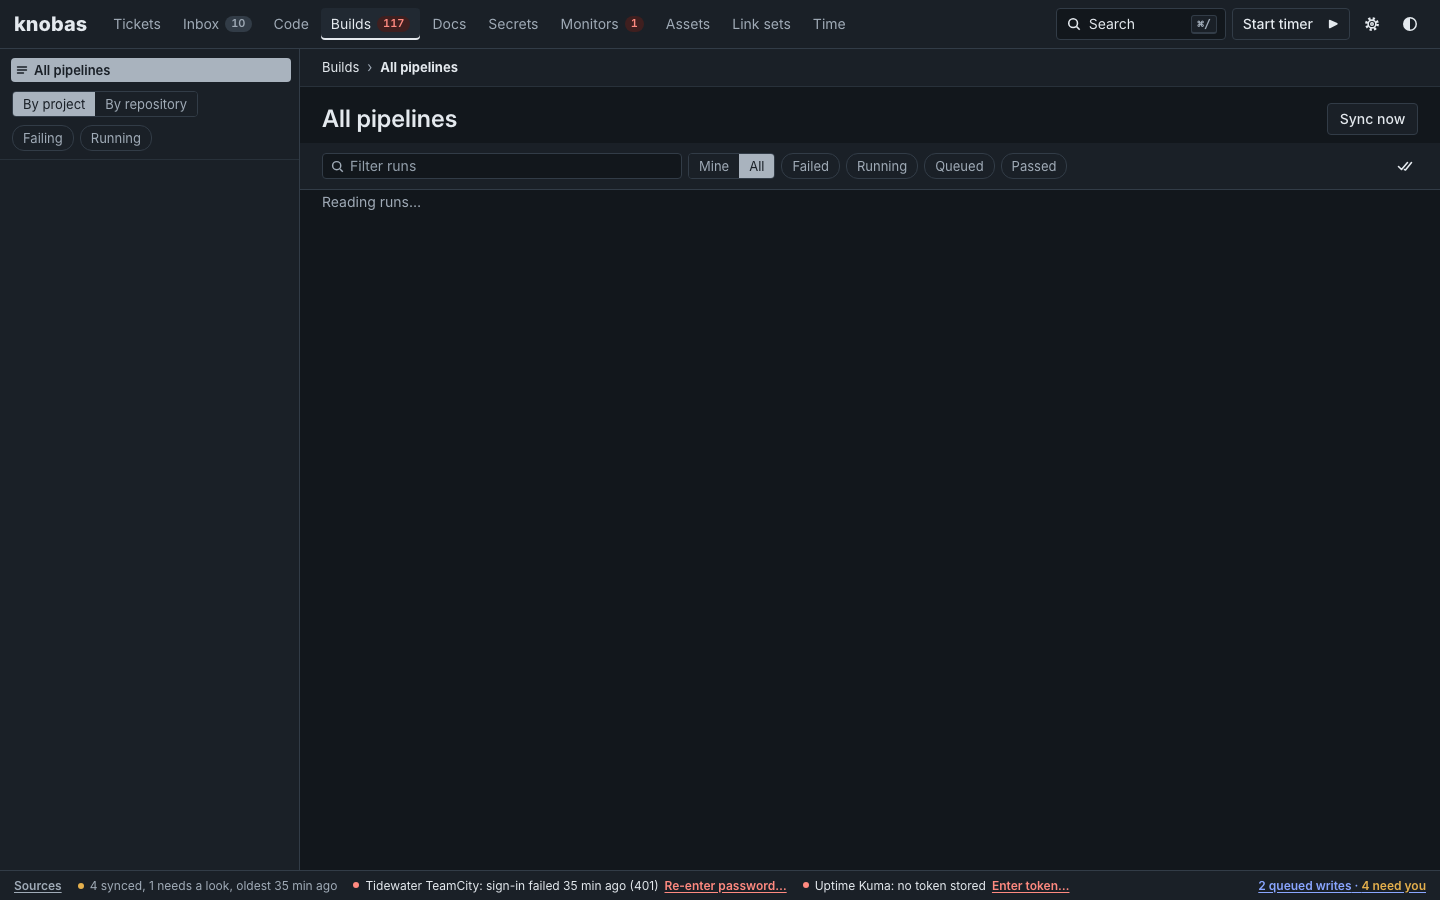 knobas Tickets Inbox 10 Code Builds 117 Docs Secrets Monitors 1 Assets Link sets Time Search ⌘/ Start timer
All pipelines
By project By repository
Failing Running
Builds › All pipelines
All pipelines Sync now
Filter runs Mine All Failed Running Queued Passed
Reading runs...
Sources 4 synced, 1 needs a look, oldest 35 min ago Tidewater TeamCity: sign-in failed 35 min ago (401) Re-enter password... Uptime Kuma: no token stored Enter token... 2 queued writes · 4 need you